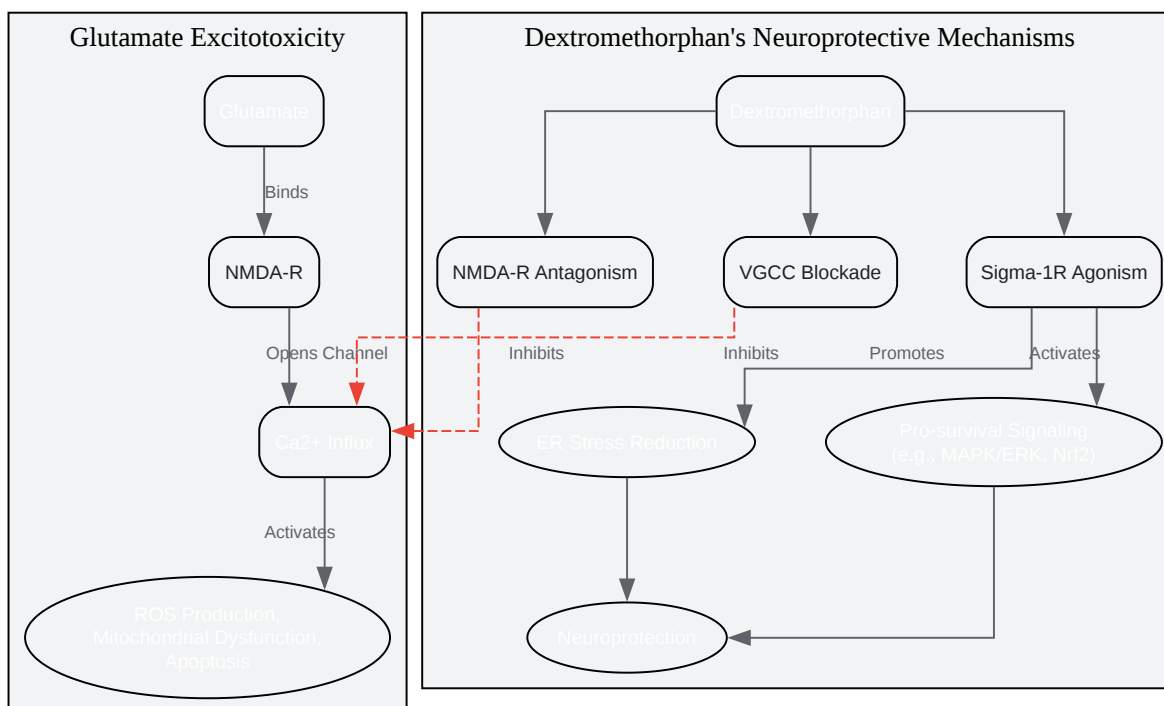 Glutamate Excitotoxicity
Glutamate
Binds
NMDA-R
Opens Channel
Ca2+ Influx
Activates
ROS Production,
Mitochondrial Dysfunction,
Apoptosis
Dextromethorphan's Neuroprotective Mechanisms
Dextromethorphan
NMDA-R Antagonism
VGCC Blockade
Sigma-1R Agonism
Inhibits
Inhibits
Promotes
Activates
ER Stress Reduction
Pro-survival Signaling
(e.g., MAPK/ERK, Nrf2)
Neuroprotection